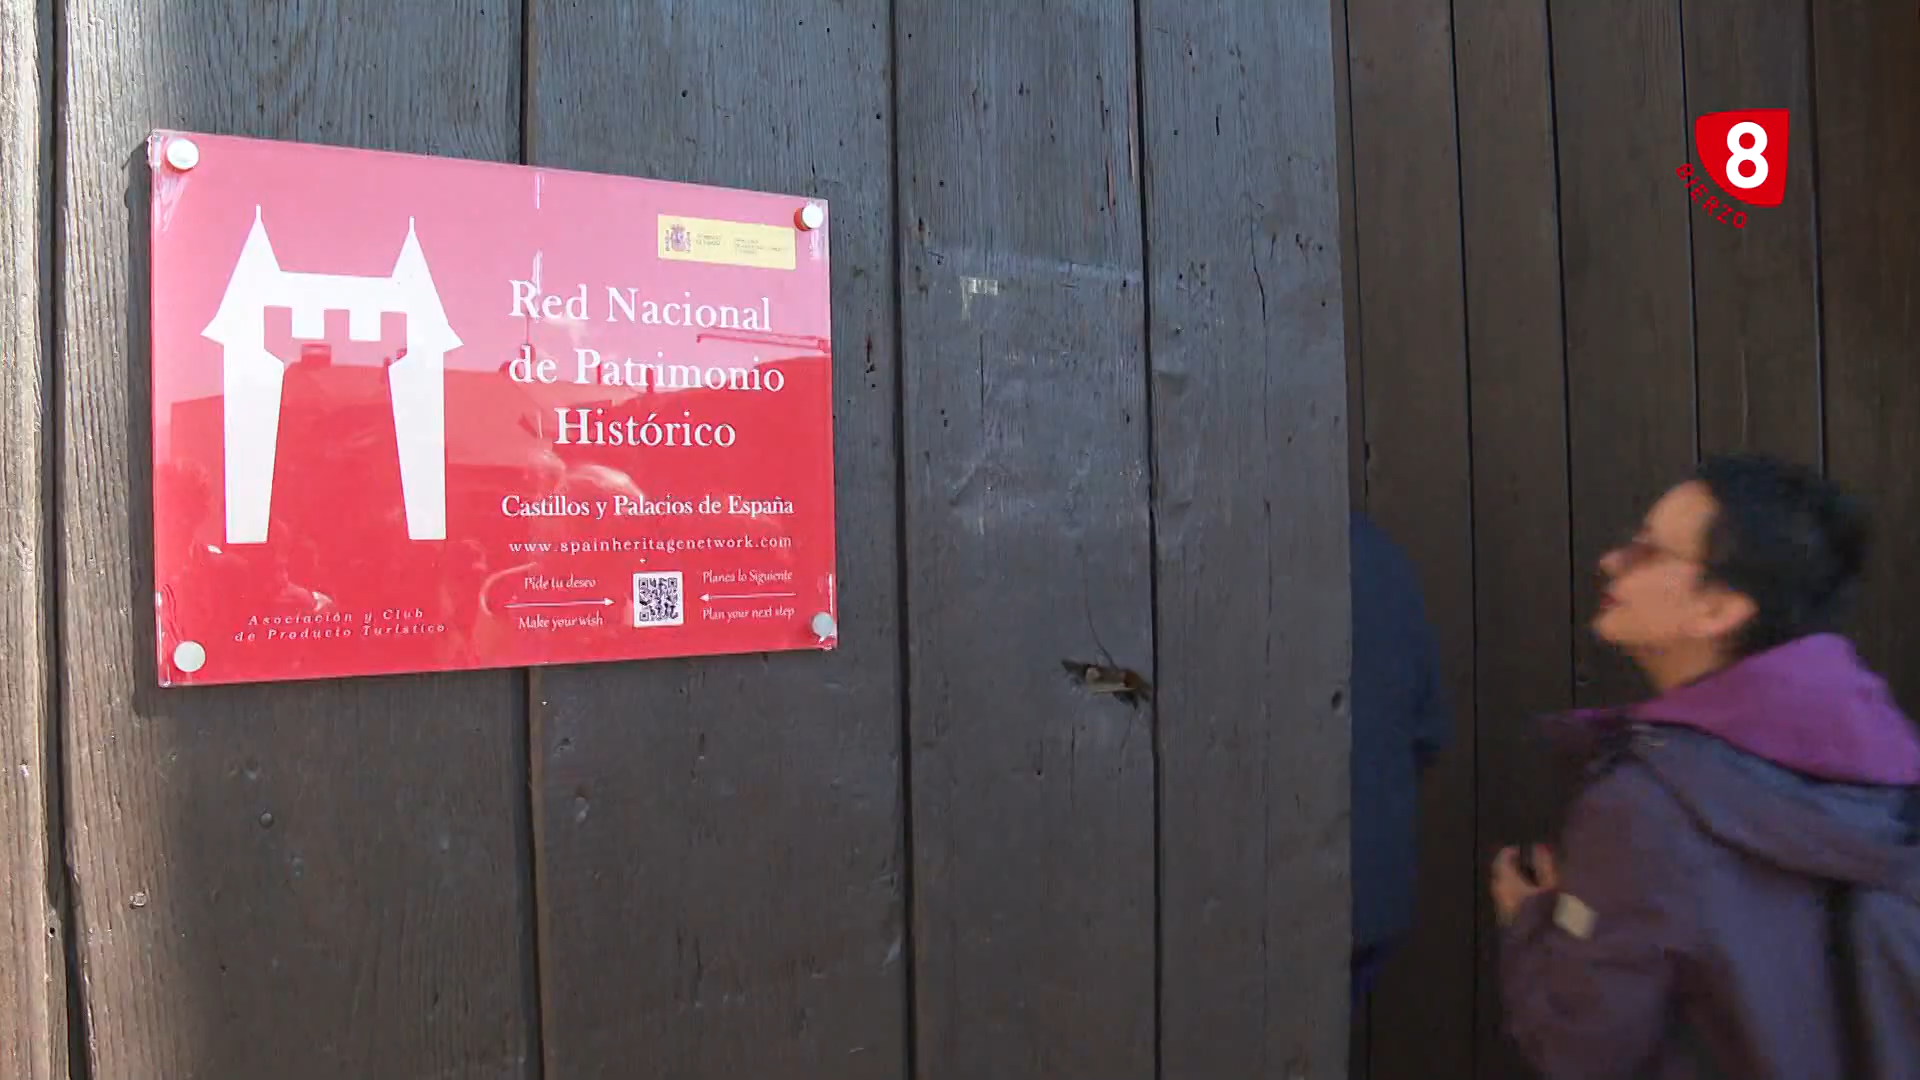 8
BIERZO
Red Nacional
de Patrimonio
Histórico
Castillos y Palacios de España
www.spainheritagenetwork.com
Pide tu deseo
Planea lo Siguiente
Make your wish
Plan your next step
Asociación y Club
de Producto Turístico